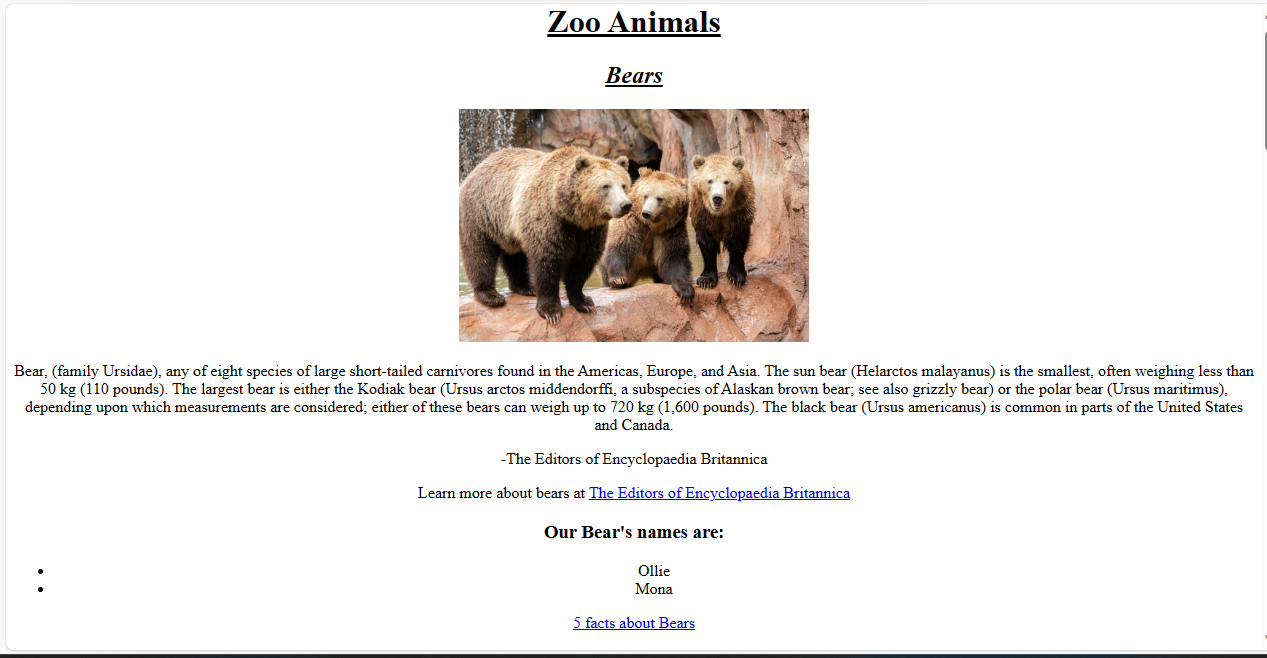 Zoo Animals
Bears
Bear, (family Ursidae), any of eight species of large short-tailed carnivores found in the Americas, Europe, and Asia. The sun bear (Helarctos malayanus) is the smallest, often weighing less than
50 kg (110 pounds). The largest bear is either the Kodiak bear (Ursus arctos middendorffi, a subspecies of Alaskan brown bear; see also grizzly bear) or the polar bear (Ursus maritimus),
depending upon which measurements are considered; either of these bears can weigh up to 720 kg (1,600 pounds). The black bear (Ursus americanus) is common in parts of the United States
and Canada.
-The Editors of Encyclopaedia Britannica
Learn more about bears at The Editors of Encyclopaedia Britannica
Our Bear's names are:
• Ollie
• Mona
5 facts about Bears